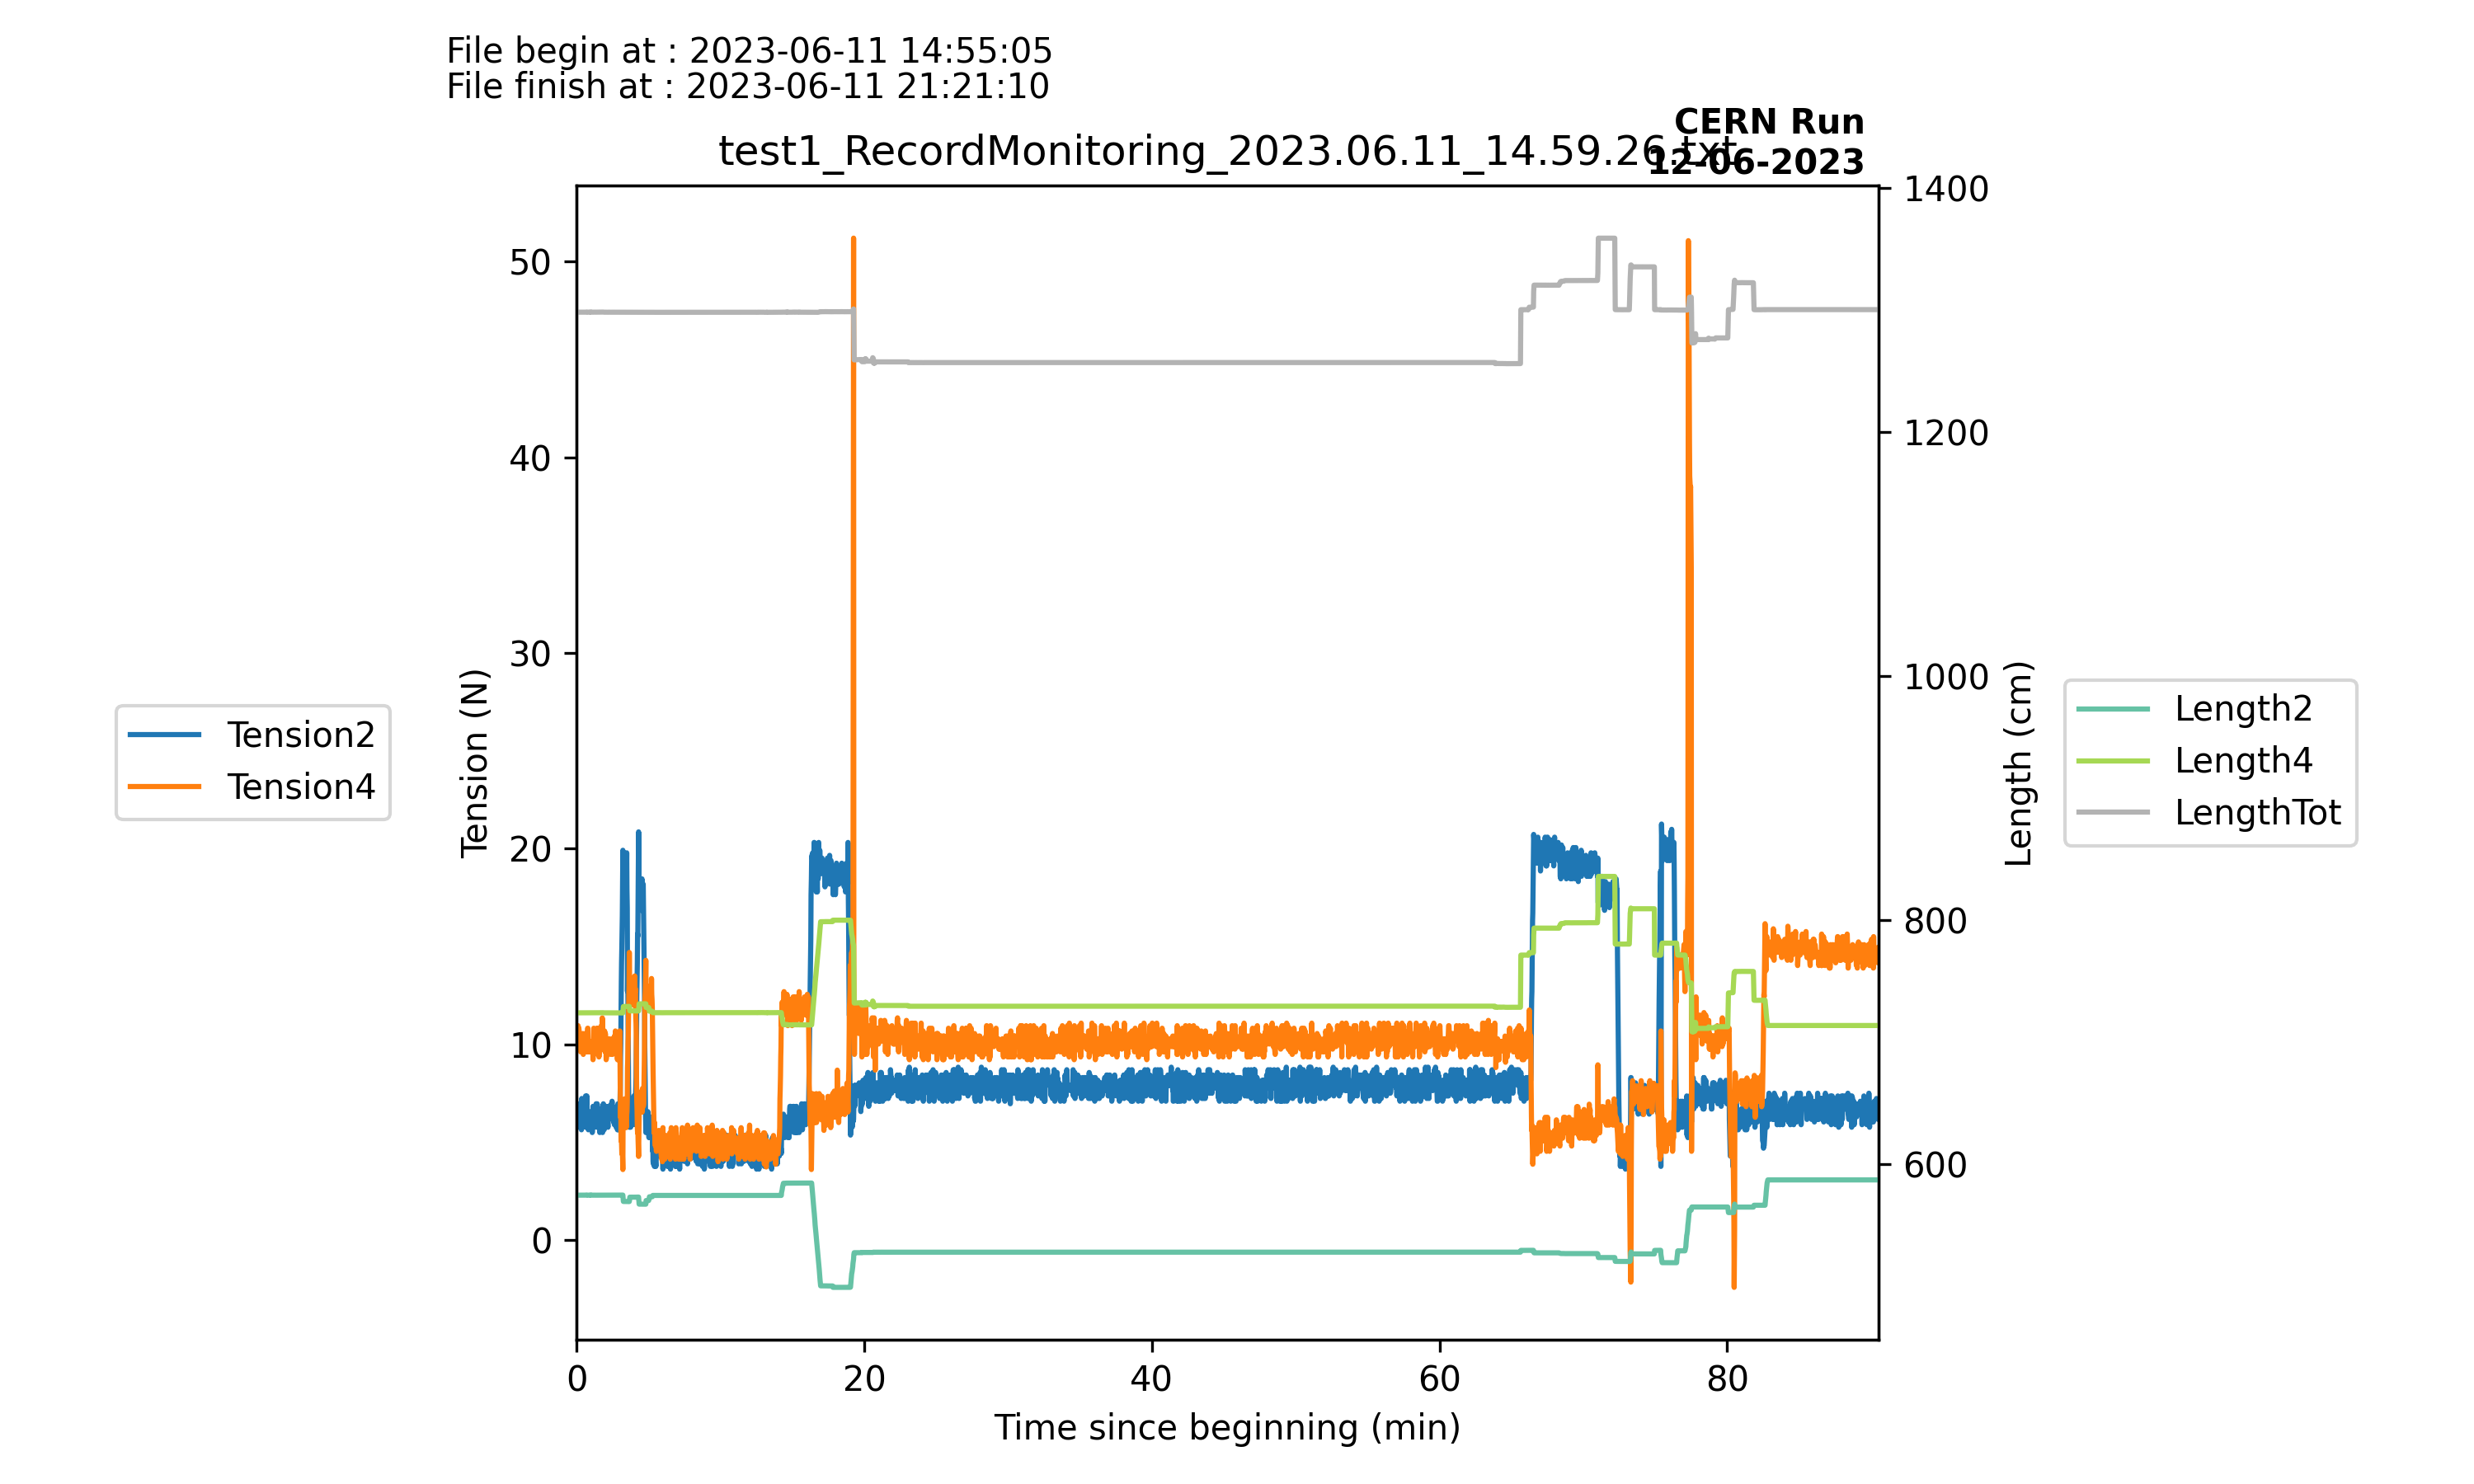 File begin at : 2023-06-11 14:55:05
File finish at : 2023-06-11 21:21:10
CERN Run
12-06-2023
test1_RecordMonitoring_2023.06.11_14.59.26.txt
50
40
30
20
10
0
Tension (N)
Tension2
Tension4
1400
1200
1000
800
600
Length (cm)
Length2
Length4
LengthTot
0
20
40
60
80
Time since beginning (min)